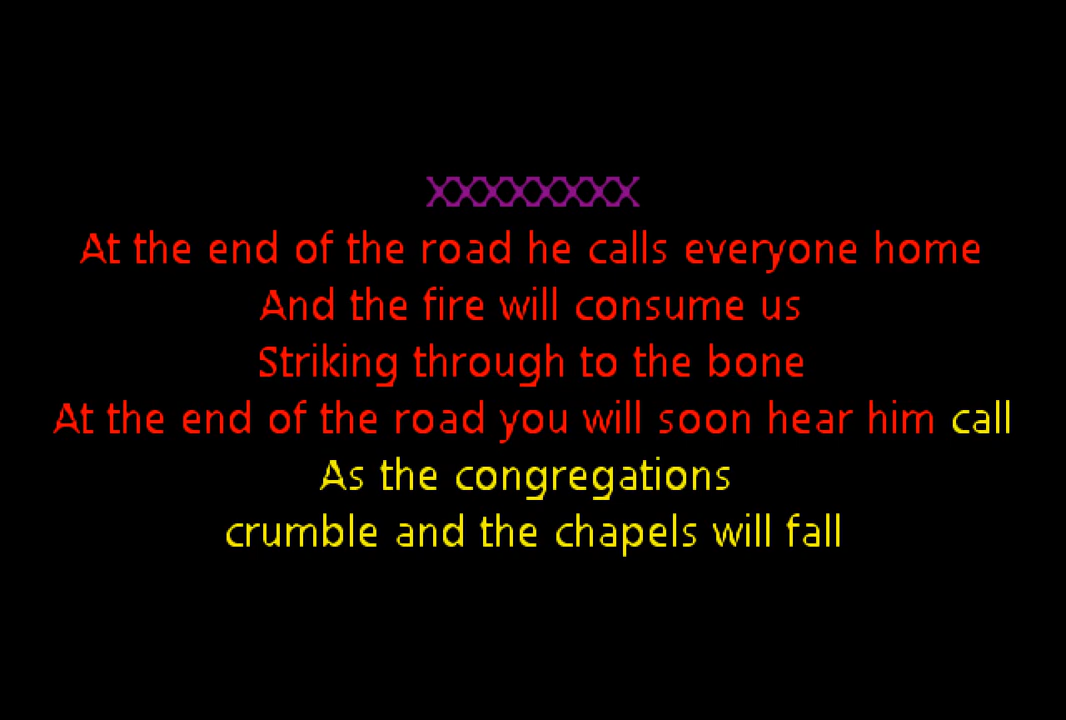 XXXXXXXX
At the end of the road he calls everyone home
And the fire will consume us
Striking through to the bone
At the end of the road you will soon hear him call
As the congregations
crumble and the chapels will fall